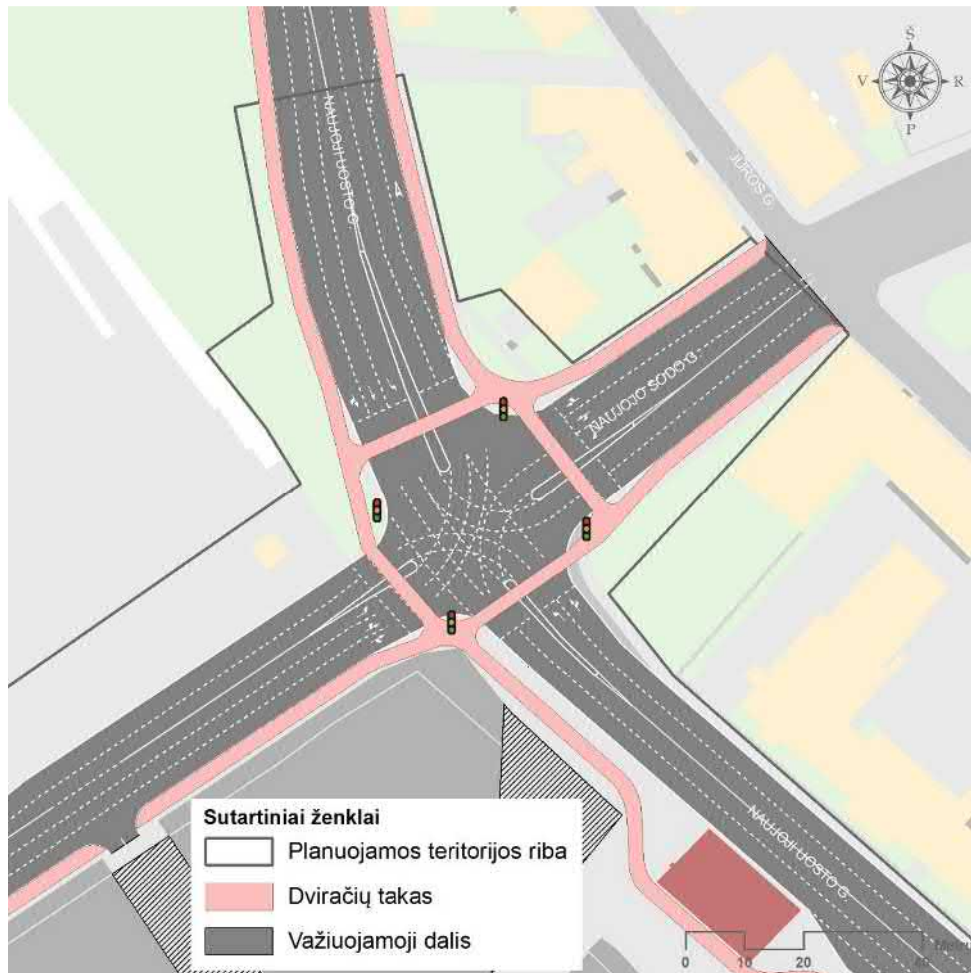 Š
V R
P
NAUJOJI UOSTO G.
JŪROS G.
NAUJOJO SODO G.
NAUJOJI UOSTO G.
Sutartiniai ženklai
Planuojamos teritorijos riba
Dviračių takas
Važiuojamoji dalis
0 10 20 40